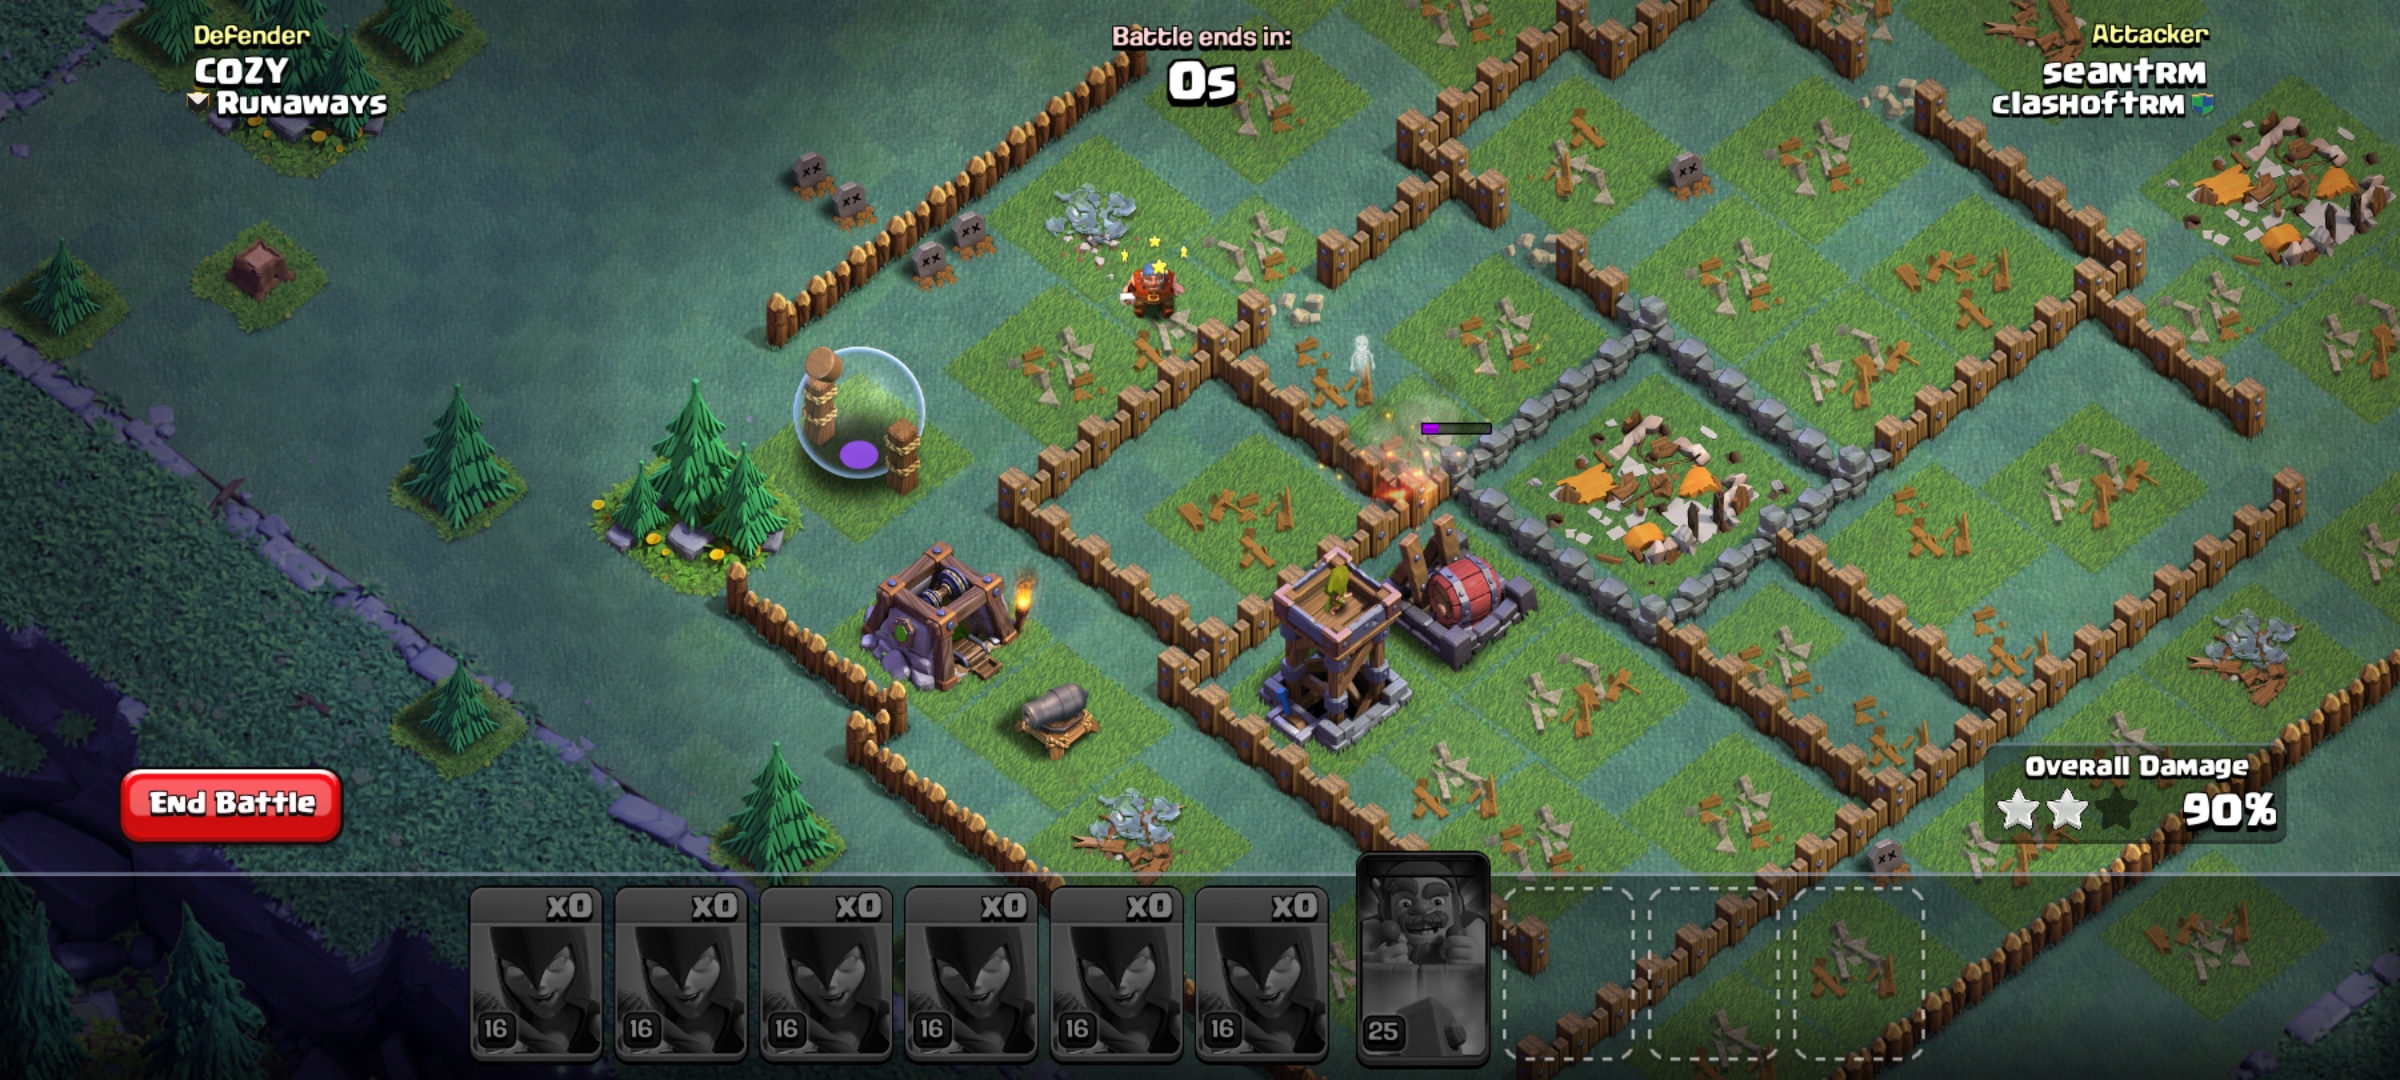 Defender
COZY
RUNAWAYS
Battle ends in:
0s
Attacker
seantRM
clashoftRM
End Battle
Overall Damage
90%
x0
x0
x0
x0
x0
x0
16
16
16
16
16
16
25